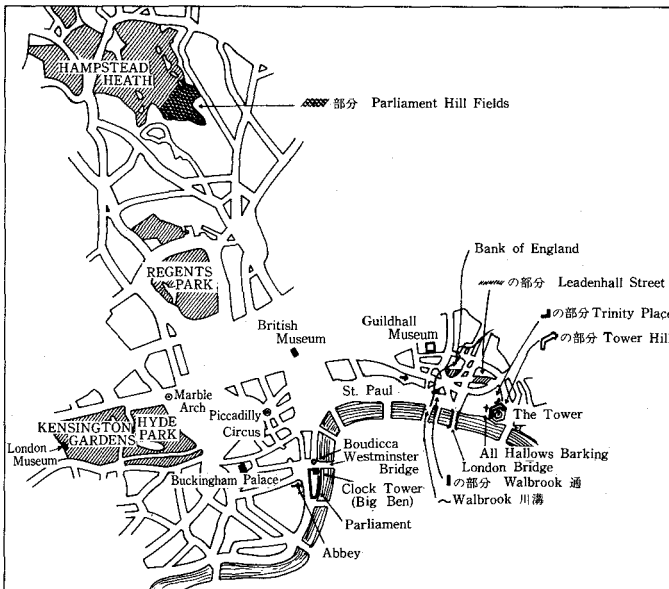 HAMPSTEAD
HEATH
部分 Parliament Hill Fields
REGENTS
PARK
Bank of England
の部分 Leadenhall Street
の部分 Trinity Place
の部分 Tower Hill
British
Museum
Guildhall
Museum
St. Paul
Marble
Arch
Piccadilly
Circus
KENSINGTON
GARDENS
HYDE
PARK
London
Museum
The Tower
All Hallows Barking
London Bridge
の部分 Walbrook 通
〜Walbrook 川溝
Boudicca
Westminster
Bridge
Buckingham Palace
Clock Tower
(Big Ben)
Parliament
Abbey